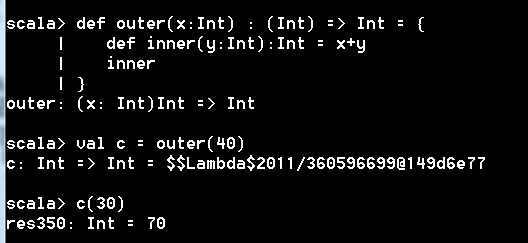 scala> def outer(x:Int) : (Int) => Int = {
     |    def inner(y:Int):Int = x+y
     |    inner
     | }
outer: (x: Int)Int => Int
scala> val c = outer(40)
c: Int => Int = $$Lambda$2011/360596699@149d6e77
scala> c(30)
res350: Int = 70